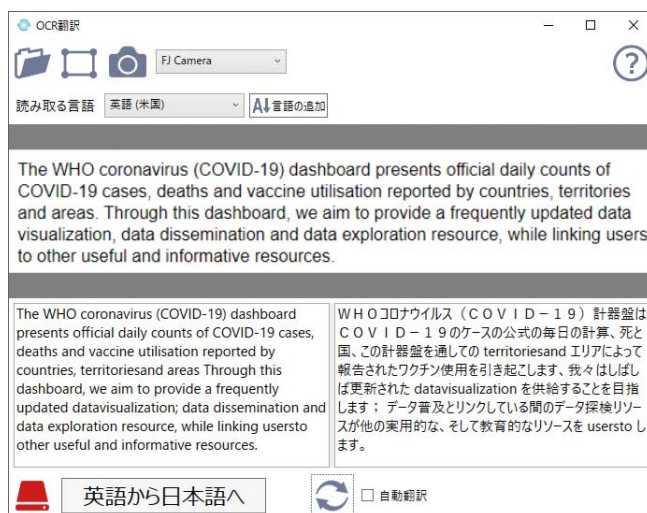 OCR翻訳
FJ Camera
?
読み取る言語 英語 (米国) A 言語の追加
The WHO coronavirus (COVID-19) dashboard presents official daily counts of
COVID-19 cases, deaths and vaccine utilisation reported by countries, territories
and areas. Through this dashboard, we aim to provide a frequently updated data
visualization, data dissemination and data exploration resource, while linking users
to other useful and informative resources.
The WHO coronavirus (COVID-19) dashboard
presents official daily counts of COVID-19 cases,
deaths and vaccine utilisation reported by
countries, territoriesand areas Through this
dashboard, we aim to provide a frequently
updated datavisualization; data dissemination and
data exploration resource, while linking usersto
other useful and informative resources.
WHOコロナウイルス（COVID－19）計器盤は
COVID－19のケースの公式の毎日の計算、死と
国、この計器盤を通しての territoriesand エリアによって
報告されたワクチン使用を引き起こします、我々はしばし
ば更新された datavisualization を供給することを目指
します； データ普及とリンクしている間のデータ探検リソー
スが他の実用的な、そして教育的なリソースを usersto し
ます。
英語から日本語へ
自動翻訳